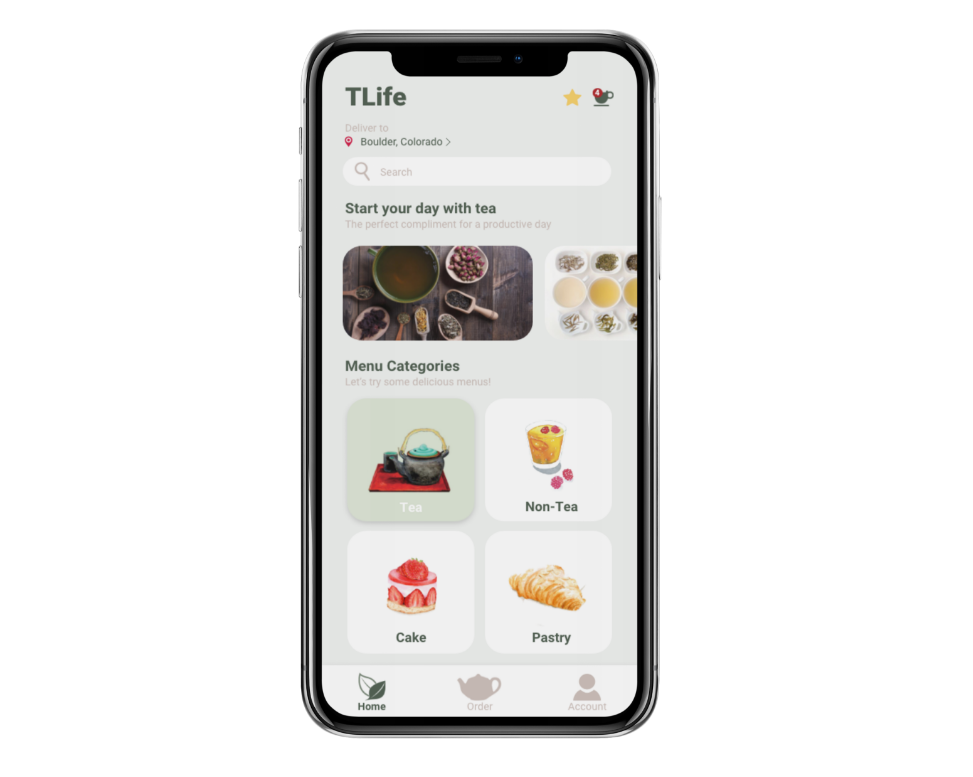 TLife
4
Deliver to
Boulder, Colorado >
Search
Start your day with tea
The perfect compliment for a productive day
Menu Categories
Let's try some delicious menus!
Tea
Non-Tea
Cake
Pastry
Home
Order
Account